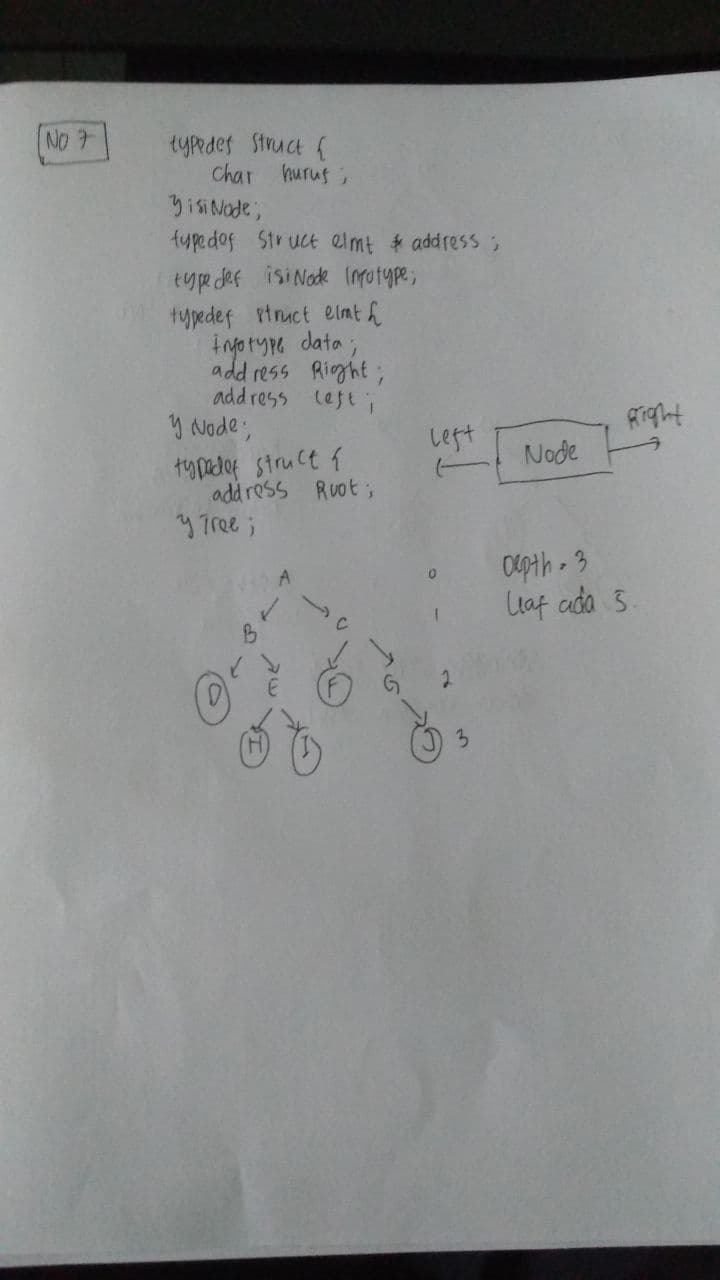 NO 7
typedef struct {
char huruf;
} isiNode;
typedef struct elmt * address;
typedef isiNode Infotype;
typedef struct elmt {
infotype data;
address Right;
address left;
} Node;
typedef struct {
address Root;
} Tree;
Left Node Right
Depth = 3
Leaf ada 5.
A 0
B C 1
D E F G 2
H I J 3